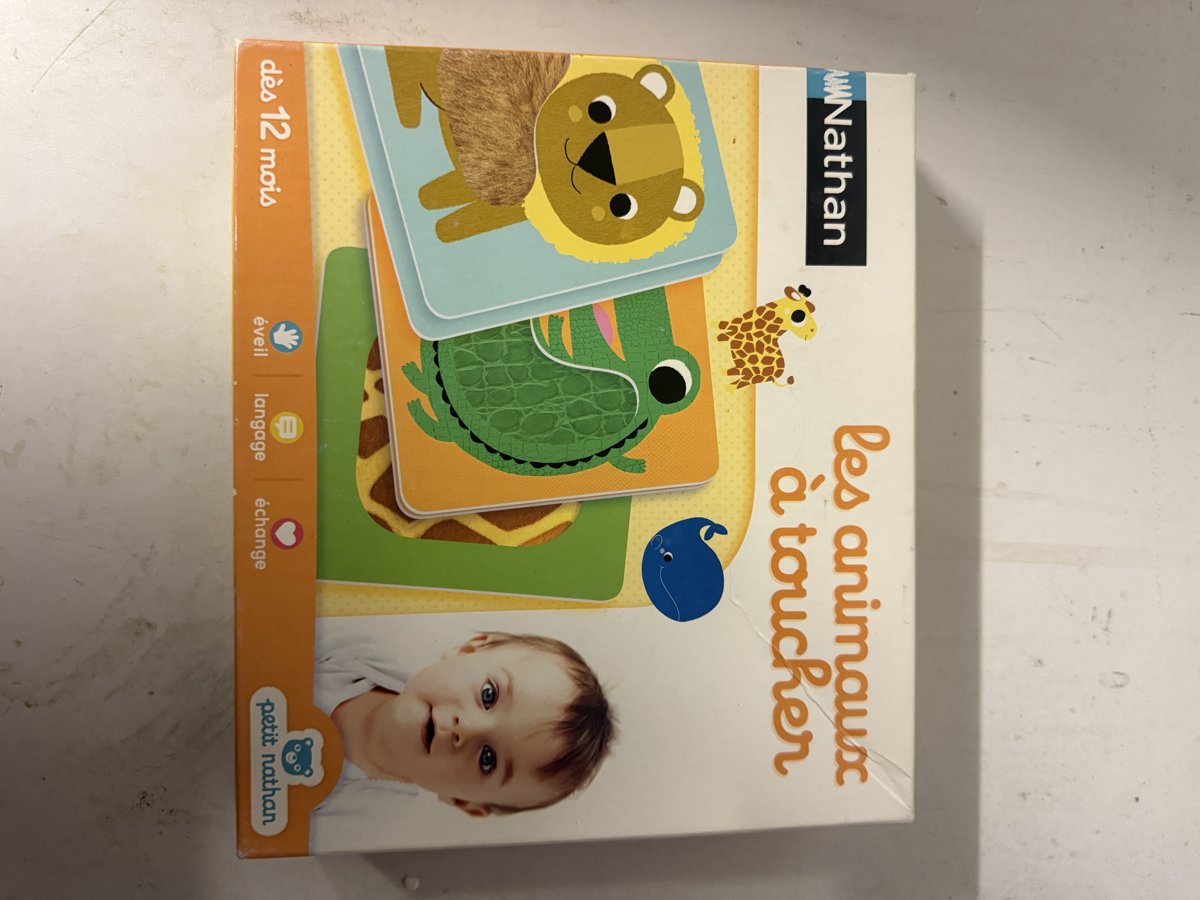 Nathan
les animaux
à toucher
dès 12 mois
éveil
langage
échange
petit nathan